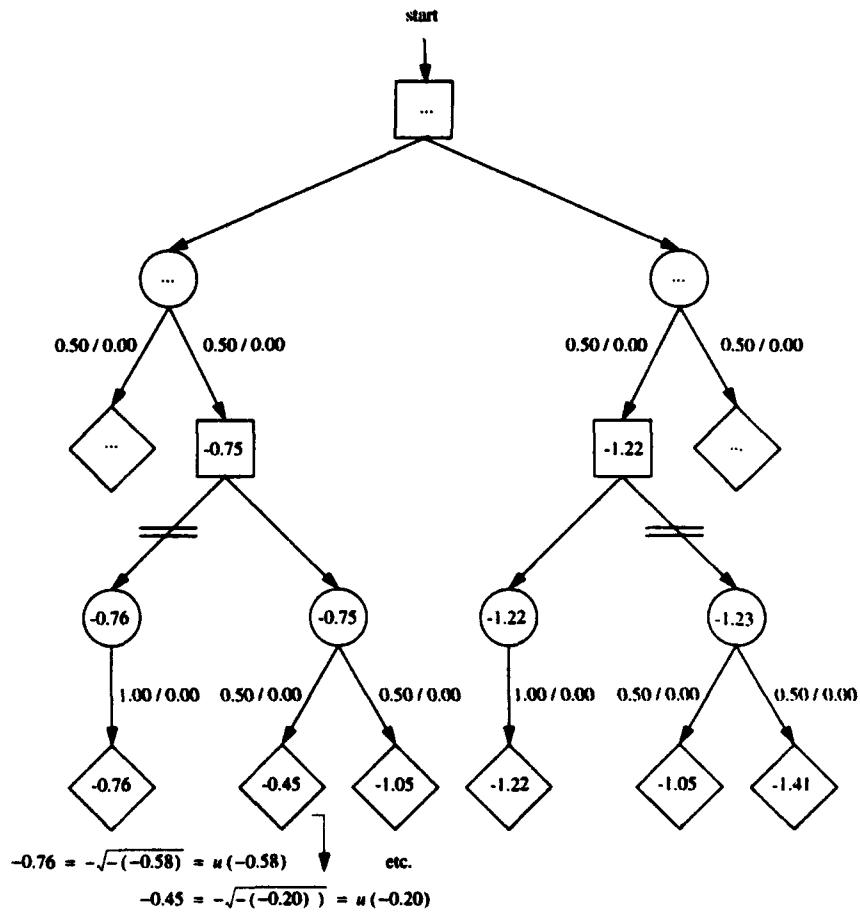 start
...
... ...
0.50 / 0.00 0.50 / 0.00 0.50 / 0.00 0.50 / 0.00
... -0.75 -1.22 ...
-0.76 -0.75 -1.22 -1.23
1.00 / 0.00 0.50 / 0.00 0.50 / 0.00 1.00 / 0.00 0.50 / 0.00 0.50 / 0.00
-0.76 -0.45 -1.05 -1.22 -1.05 -1.41
−0.76 = −√−(−0.58) = u (−0.58) etc.
−0.45 = −√−(−0.20) ) = u (−0.20)